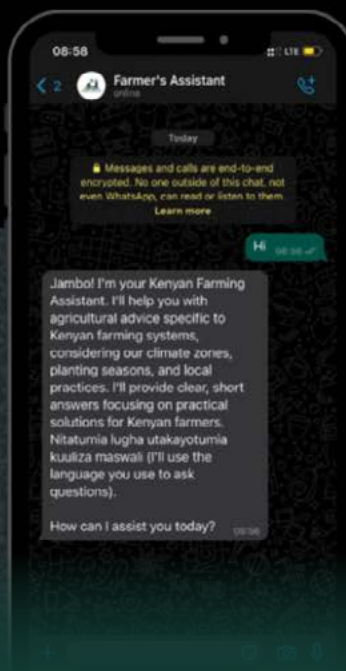 08:58
LTE
2
Farmer's Assistant
online
Today
Messages and calls are end-to-end
encrypted. No one outside of this chat, not
even WhatsApp, can read or listen to them
Learn more
Hi 08:58
Jambo! I'm your Kenyan Farming
Assistant. I'll help you with
agricultural advice specific to
Kenyan farming systems,
considering our climate zones,
planting seasons, and local
practices. I'll provide clear, short
answers focusing on practical
solutions for Kenyan farmers.
Nitatumia lugha utakayotumia
kuuliza maswali (I'll use the
language you use to ask
questions).
How can I assist you today? 08:58